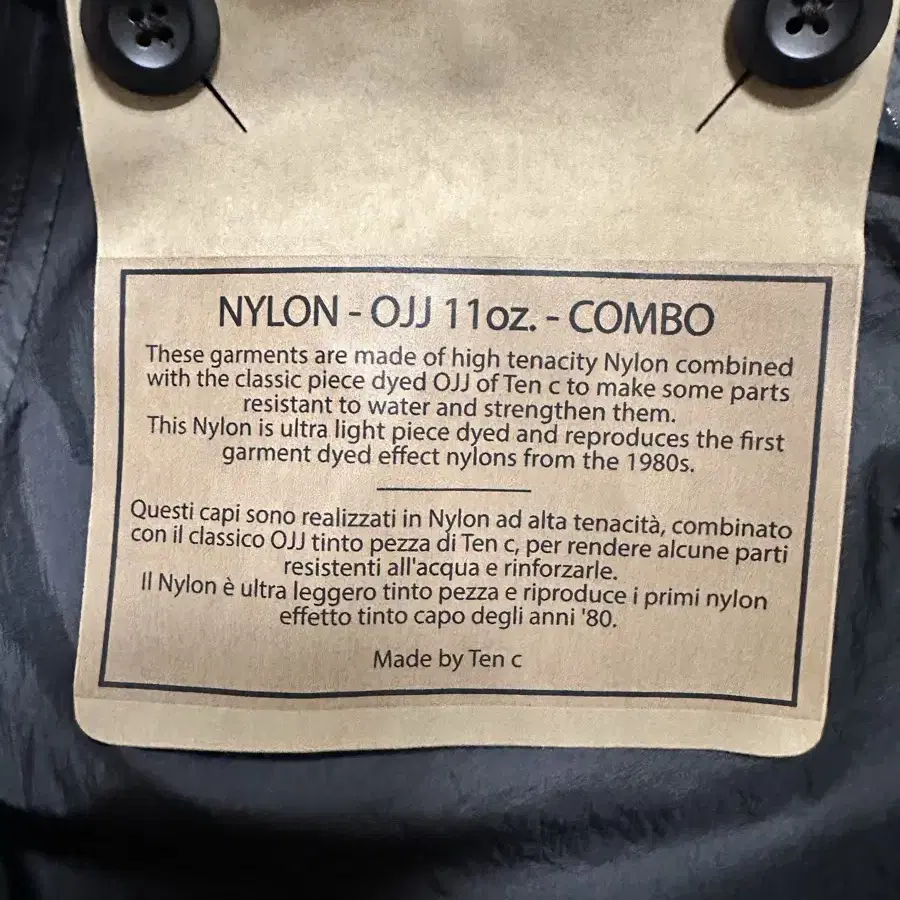 NYLON - OJJ 11oz. - COMBO
These garments are made of high tenacity Nylon combined
with the classic piece dyed OJJ of Ten c to make some parts
resistant to water and strengthen them.
This Nylon is ultra light piece dyed and reproduces the first
garment dyed effect nylons from the 1980s.
Questi capi sono realizzati in Nylon ad alta tenacità, combinato
con il classico OJJ tinto pezza di Ten c, per rendere alcune parti
resistenti all'acqua e rinforzarle.
Il Nylon è ultra leggero tinto pezza e riproduce i primi nylon
effetto tinto capo degli anni '80.
Made by Ten c